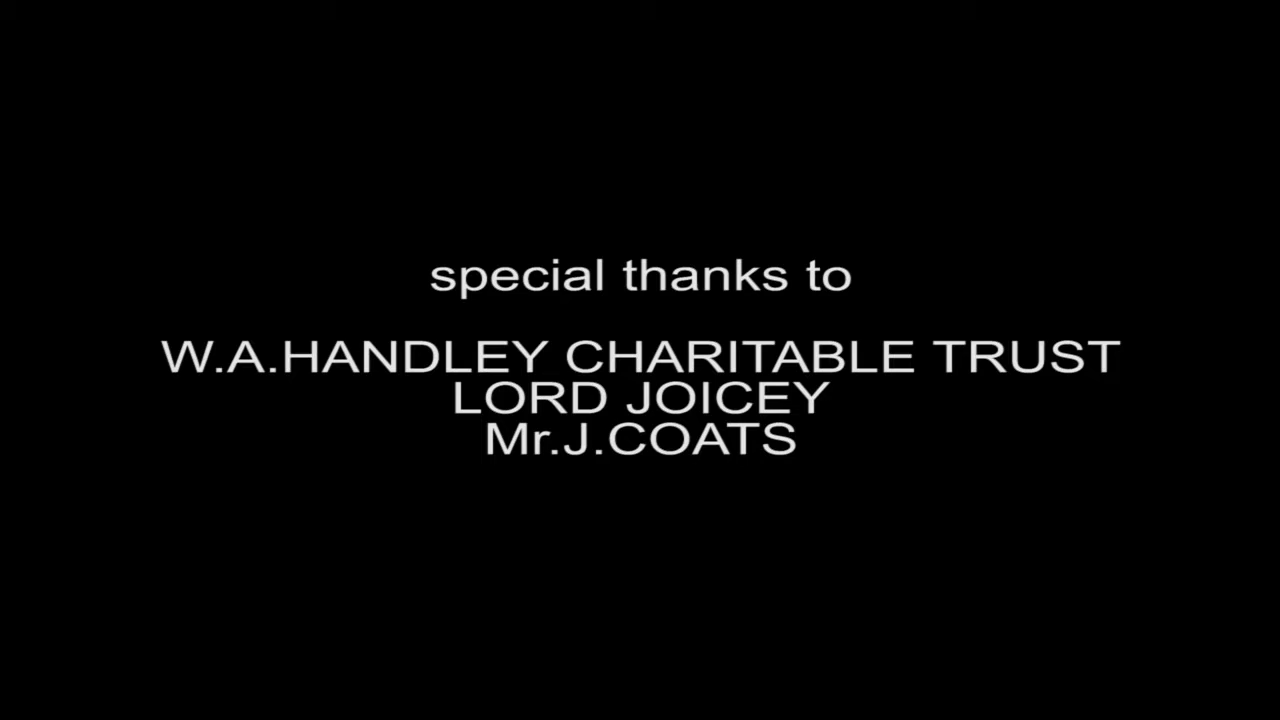 special thanks to
W.A.HANDLEY CHARITABLE TRUST
LORD JOICEY
Mr.J.COATS